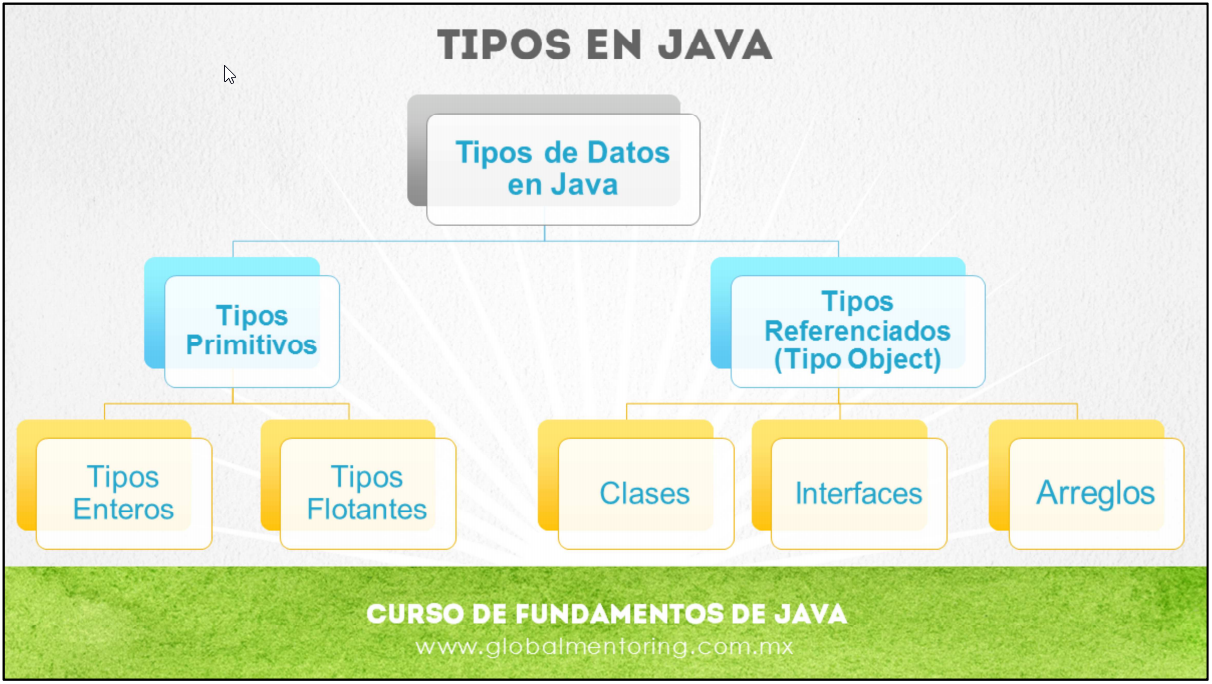 TIPOS EN JAVA
Tipos de Datos
en Java
Tipos
Primitivos
Tipos
Referenciados
(Tipo Object)
Tipos
Enteros
Tipos
Flotantes
Clases
Interfaces
Arreglos
CURSO DE FUNDAMENTOS DE JAVA
www.globalmentoring.com.mx